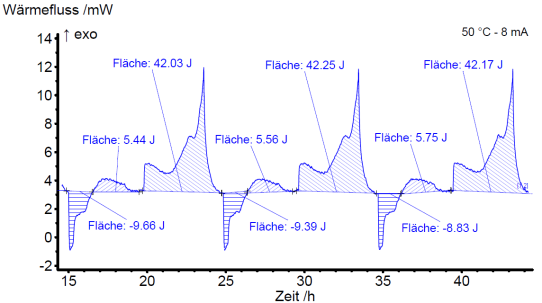 Wärmefluss /mW
↑ exo
50 °C - 8 mA
14
12
10
8
6
4
2
0
-2
Fläche: 42.03 J
Fläche: 42.25 J
Fläche: 42.17 J
Fläche: 5.44 J
Fläche: 5.56 J
Fläche: 5.75 J
Fläche: -9.66 J
Fläche: -9.39 J
Fläche: -8.83 J
15 20 25 30 35 40
Zeit /h